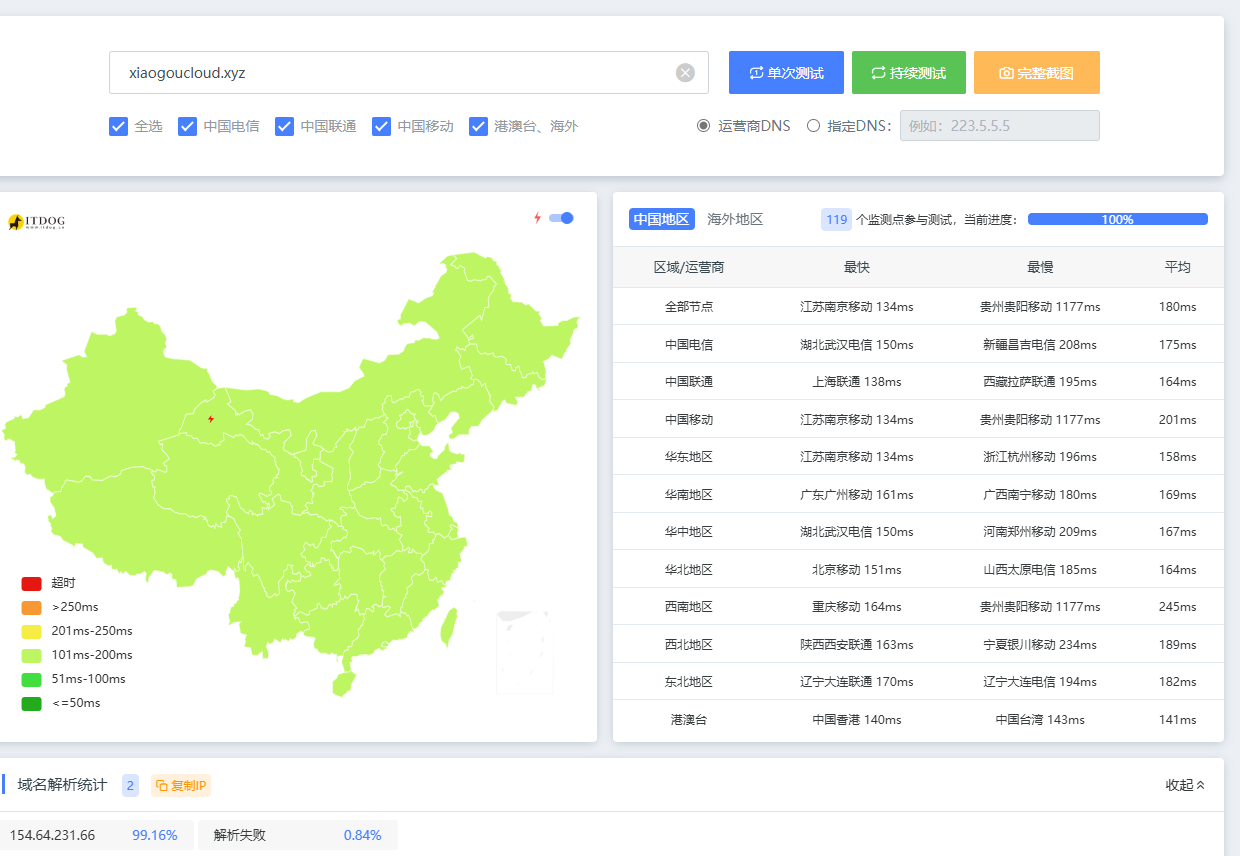 xiaogoucloud.xyz 单次测试 持续测试 完整截图
全选 中国电信 中国联通 中国移动 港澳台、海外 运营商DNS 指定DNS: 例如：223.5.5.5
ITDOG
www.itdog.cn
超时
>250ms
201ms-250ms
101ms-200ms
51ms-100ms
<=50ms
中国地区 海外地区 119 个监测点参与测试，当前进度： 100%
区域/运营商 最快 最慢 平均
全部节点 江苏南京移动 134ms 贵州贵阳移动 1177ms 180ms
中国电信 湖北武汉电信 150ms 新疆昌吉电信 208ms 175ms
中国联通 上海联通 138ms 西藏拉萨联通 195ms 164ms
中国移动 江苏南京移动 134ms 贵州贵阳移动 1177ms 201ms
华东地区 江苏南京移动 134ms 浙江杭州移动 196ms 158ms
华南地区 广东广州移动 161ms 广西南宁移动 180ms 169ms
华中地区 湖北武汉电信 150ms 河南郑州移动 209ms 167ms
华北地区 北京移动 151ms 山西太原电信 185ms 164ms
西南地区 重庆移动 164ms 贵州贵阳移动 1177ms 245ms
西北地区 陕西西安联通 163ms 宁夏银川移动 234ms 189ms
东北地区 辽宁大连联通 170ms 辽宁大连电信 194ms 182ms
港澳台 中国香港 140ms 中国台湾 143ms 141ms
域名解析统计 2 复制IP 收起
154.64.231.66 99.16% 解析失败 0.84%